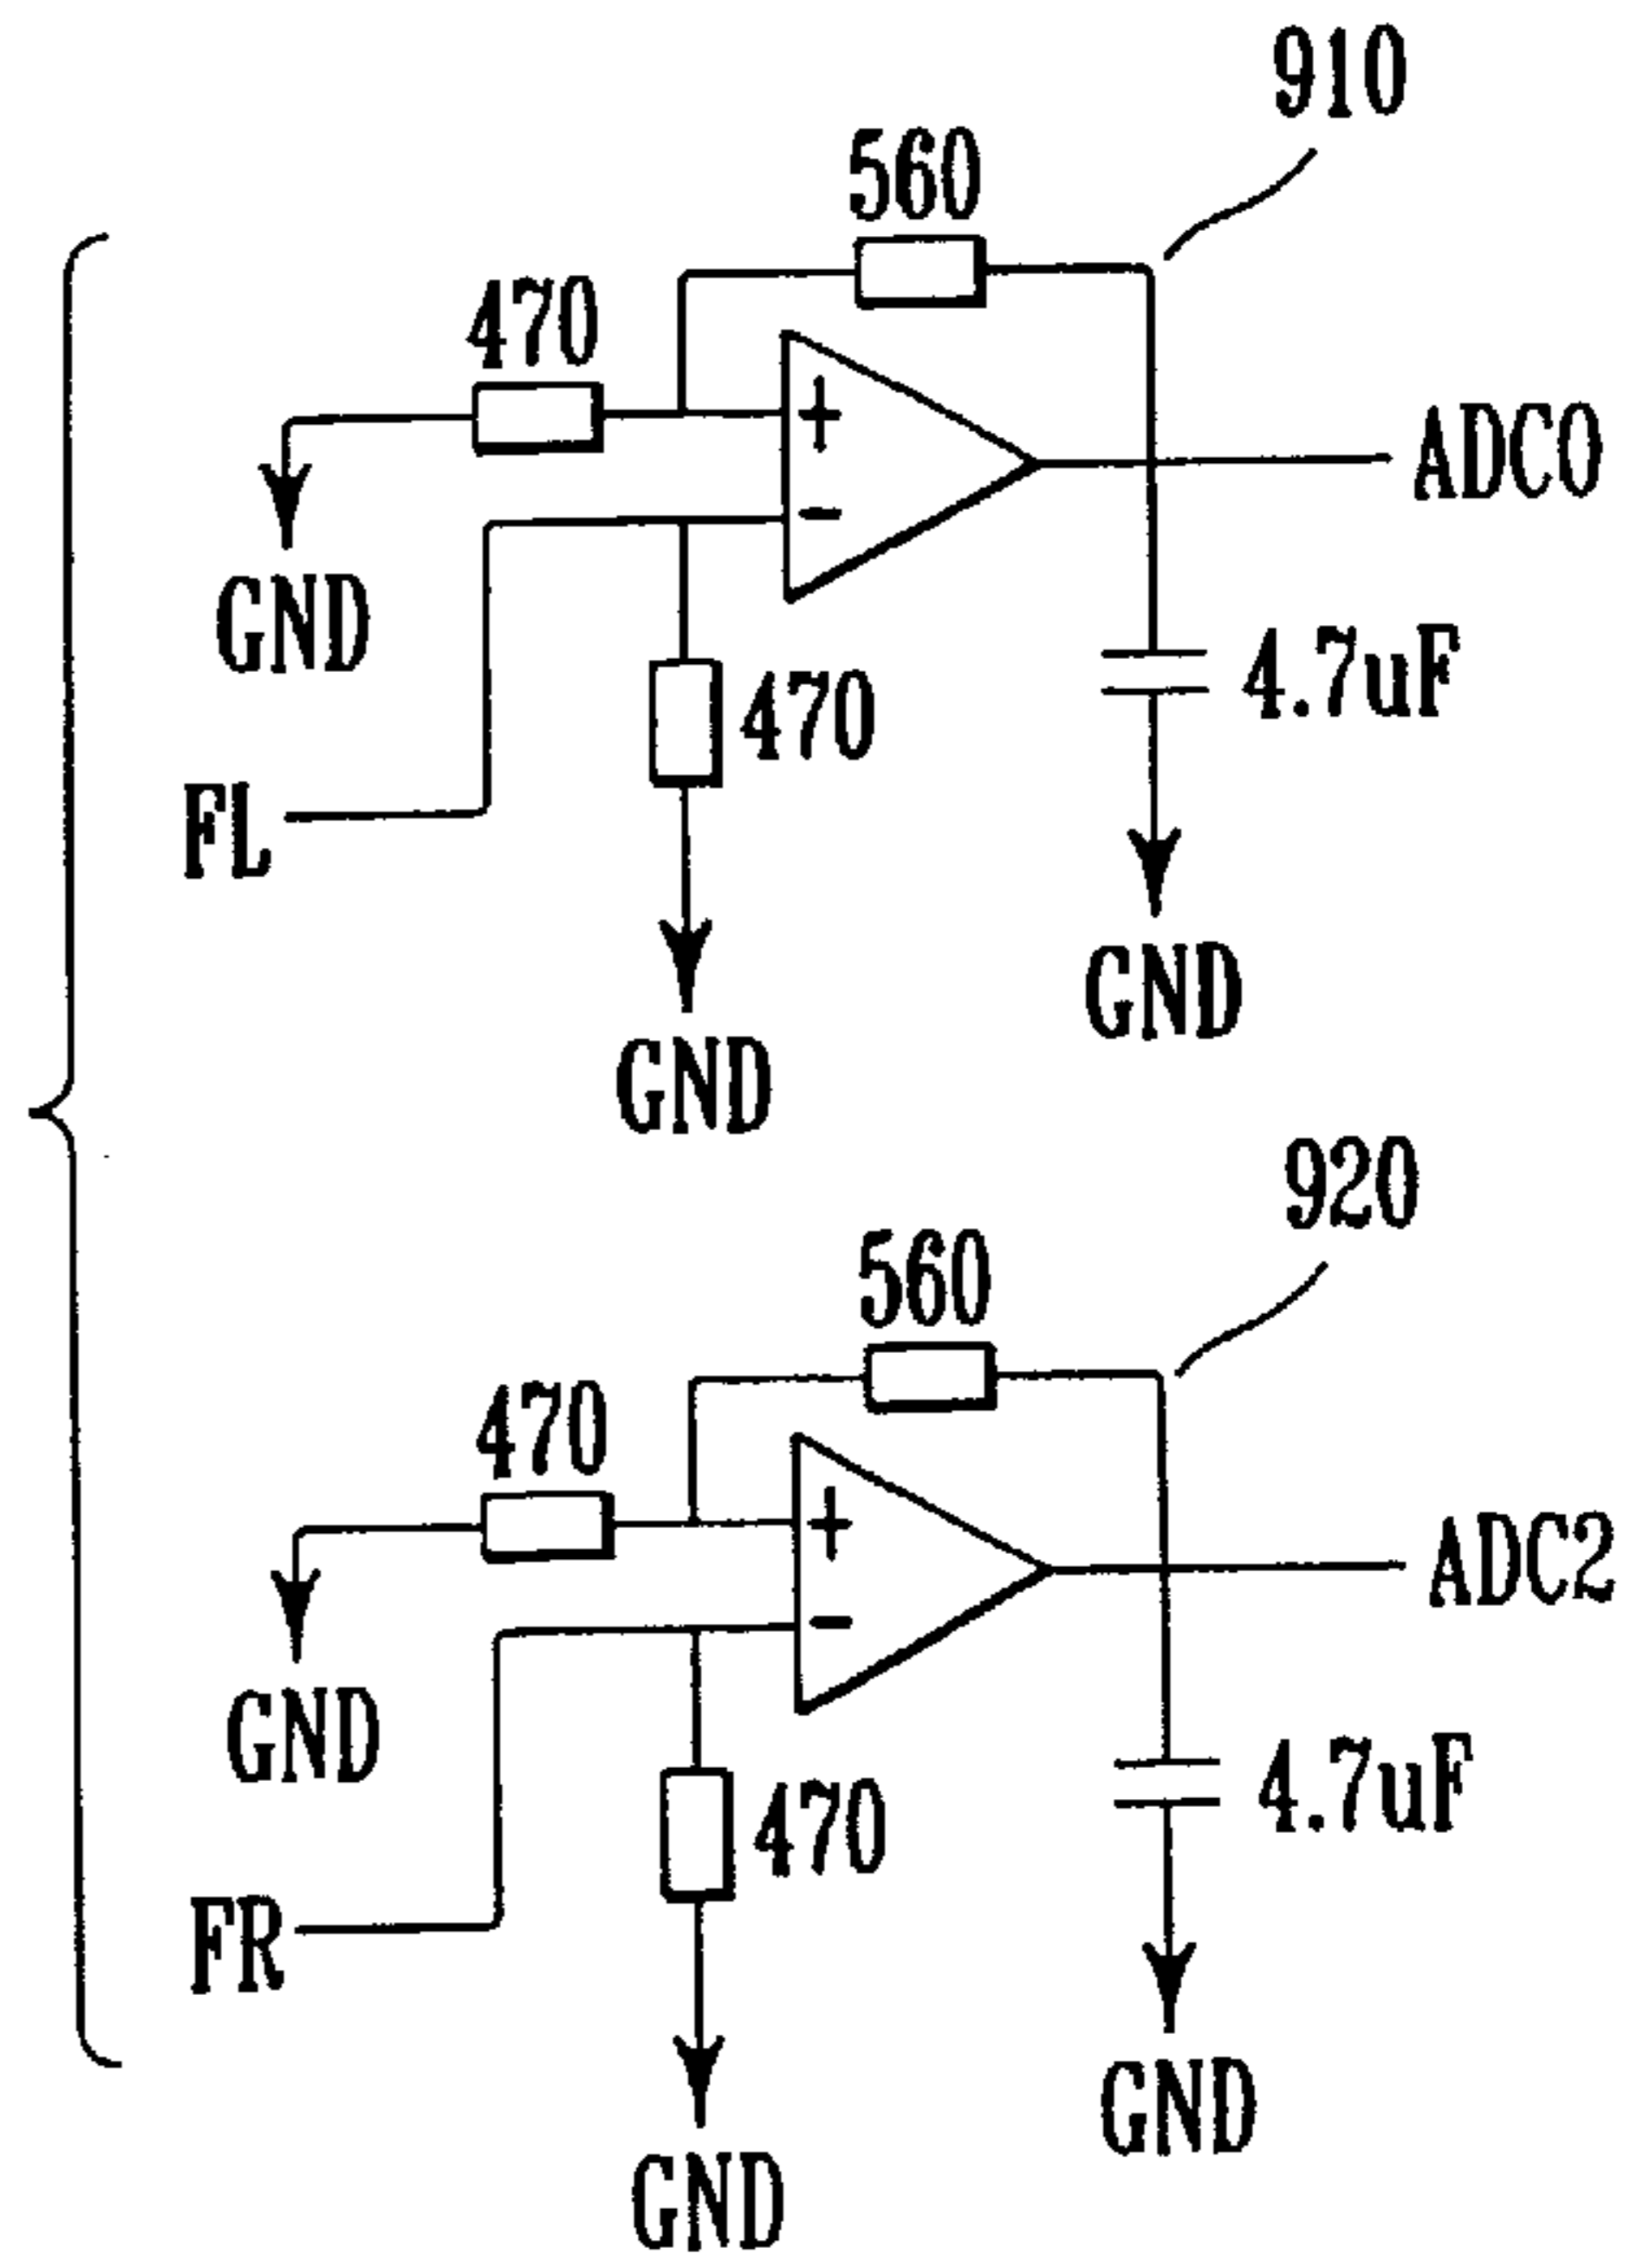 910
560
470
+
ADC0
-
GND
4.7uF
470
FL
GND
GND
920
560
470
+
ADC2
-
GND
4.7uF
470
FR
GND
GND